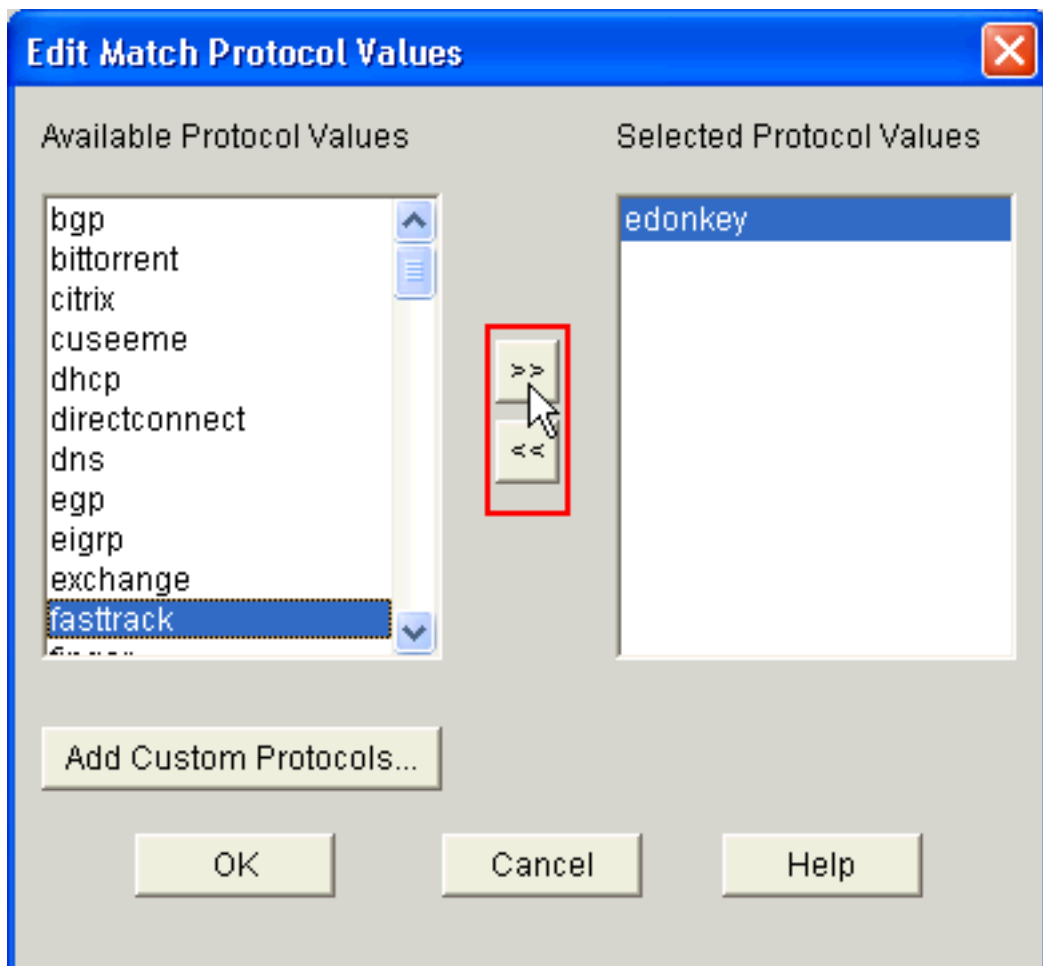 Edit Match Protocol Values
Available Protocol Values
Selected Protocol Values
bgp
bittorrent
citrix
cuseeme
dhcp
directconnect
dns
egp
eigrp
exchange
fasttrack
>>
<<
edonkey
Add Custom Protocols...
OK
Cancel
Help